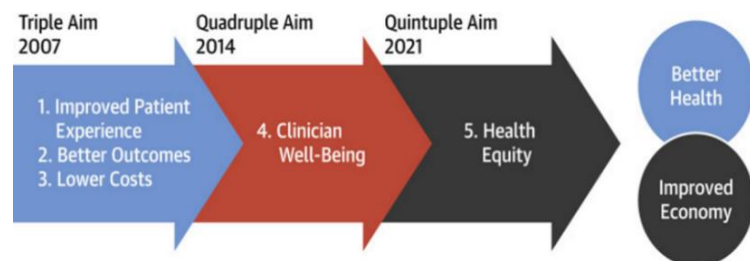 Triple Aim
2007
Quadruple Aim
2014
Quintuple Aim
2021
1. Improved Patient
Experience
2. Better Outcomes
3. Lower Costs
4. Clinician
Well-Being
5. Health
Equity
Better
Health
Improved
Economy